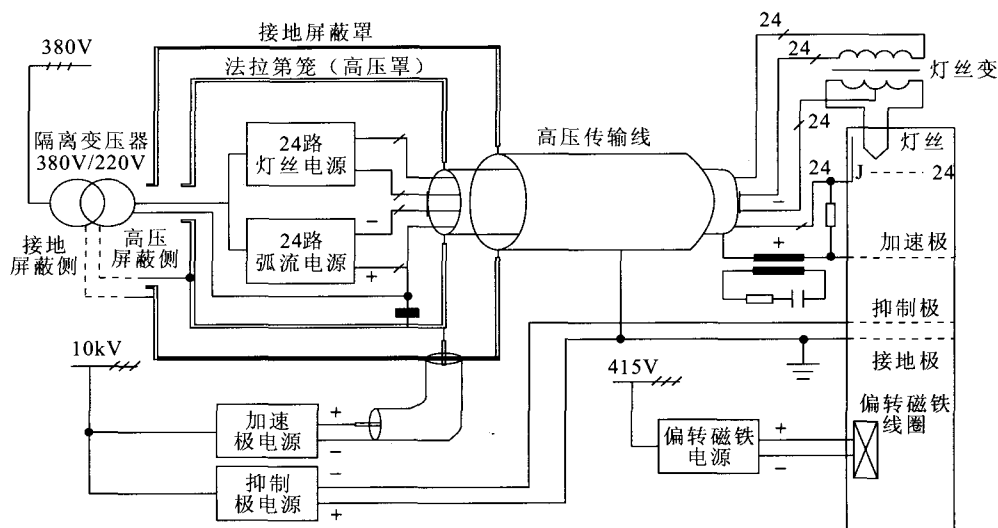 380V
接地屏蔽罩
法拉第笼（高压罩）
隔离变压器
380V/220V
24路
灯丝电源
24路
弧流电源
−
+
接地
屏蔽侧
高压
屏蔽侧
高压传输线
24
24
24
24
灯丝变
灯丝
J
24
−
+
加速极
抑制极
接地极
偏转磁铁
线圈
10kV
加速
极电源
+
−
抑制
极电源
−
+
415V
偏转磁铁
电源
+
−